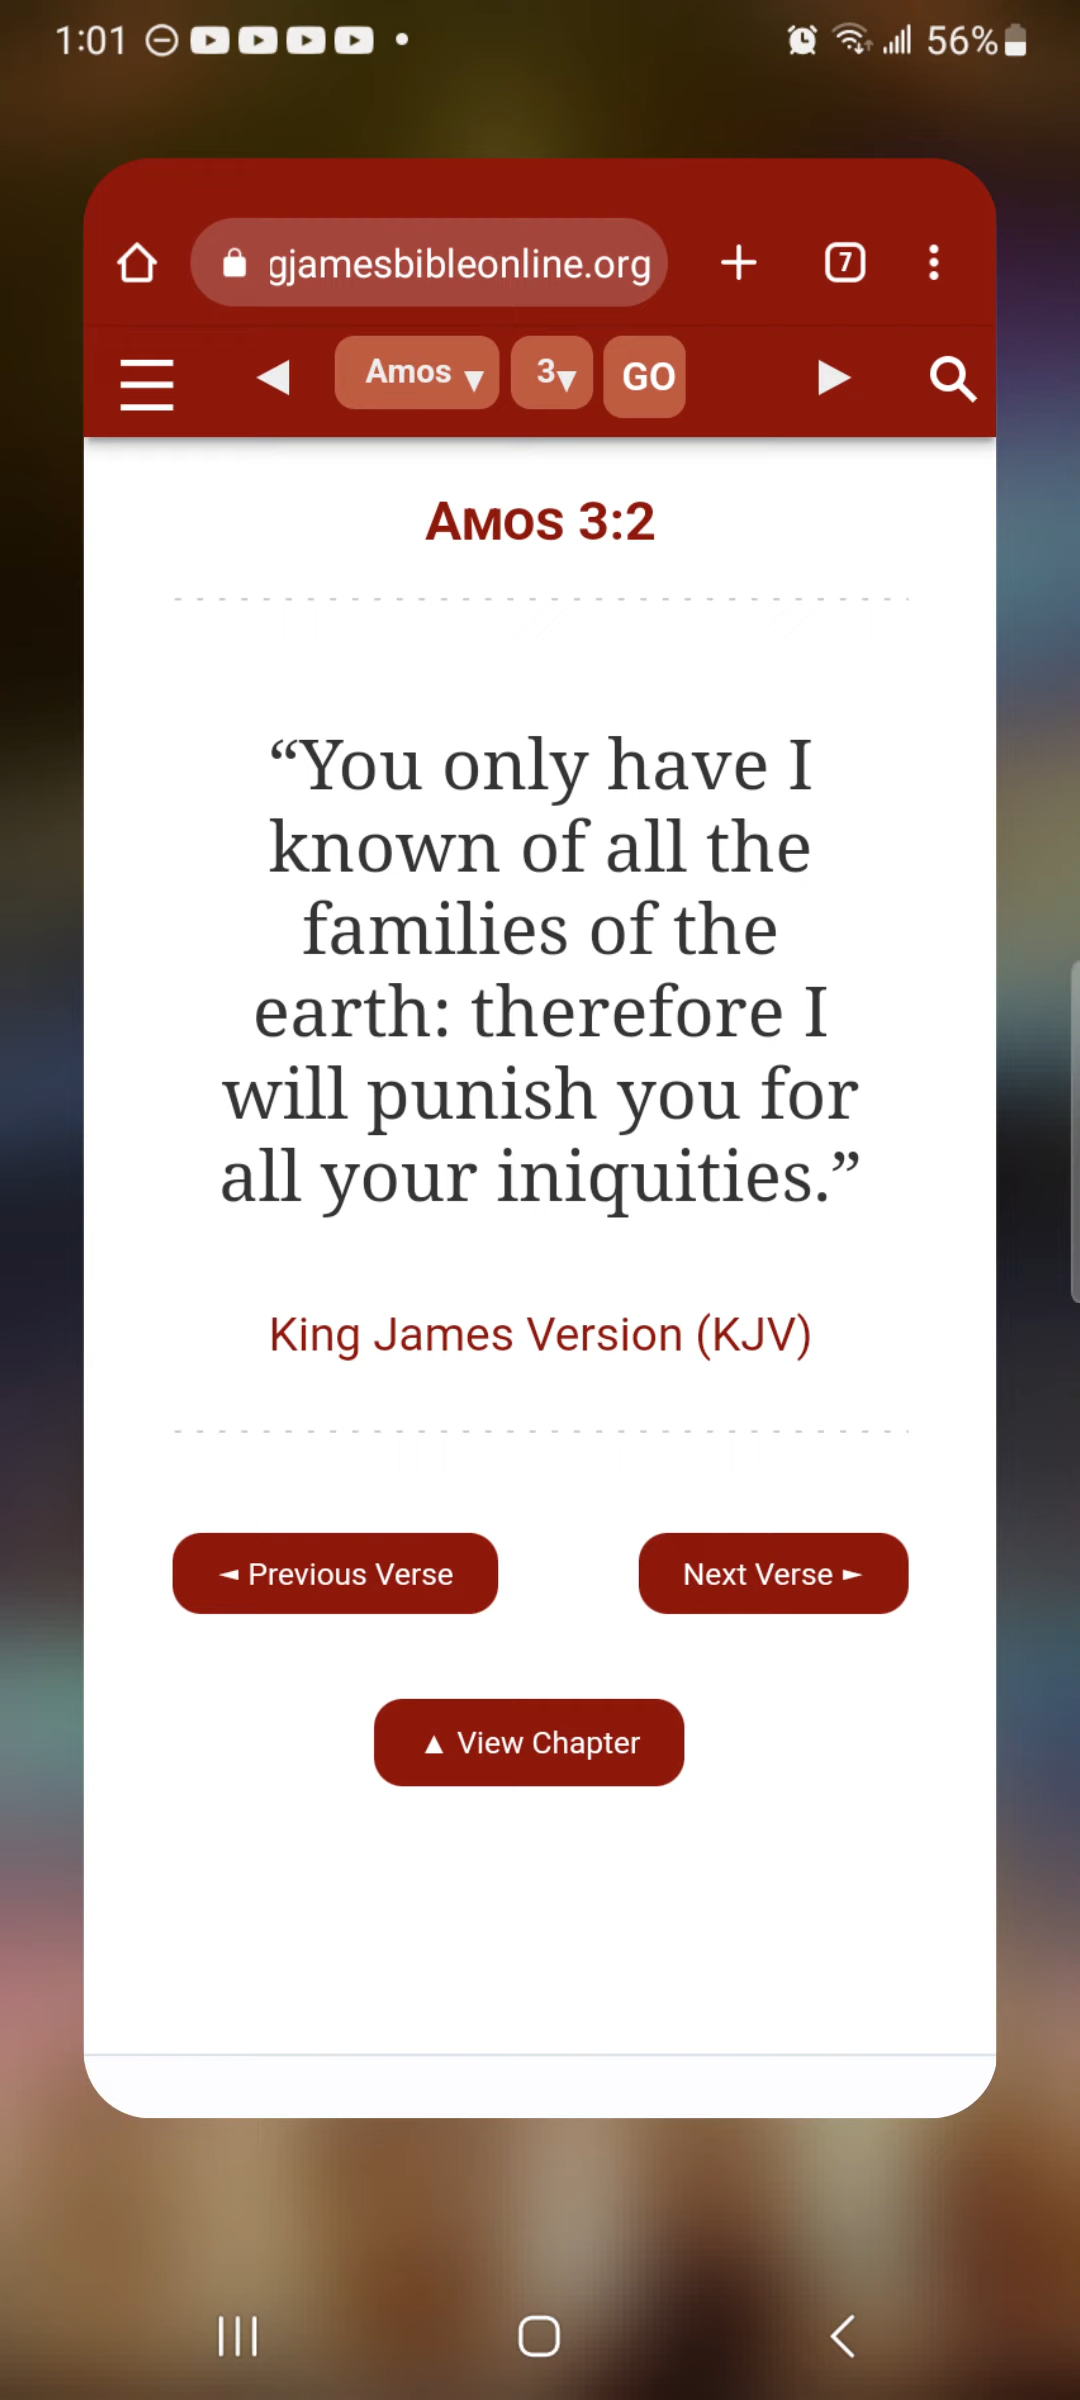 1:01
56%
gjamesbibleonline.org
7
Amos ▼ 3▼ GO
Amos 3:2
“You only have I
known of all the
families of the
earth: therefore I
will punish you for
all your iniquities.”
King James Version (KJV)
◄ Previous Verse
Next Verse ►
▲ View Chapter